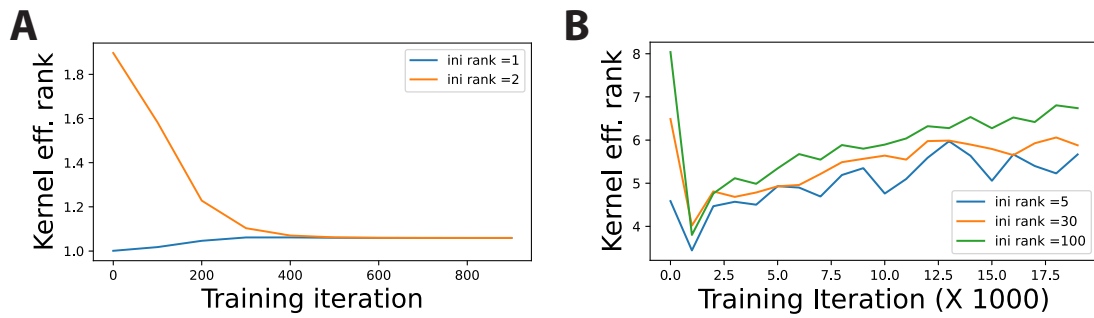 A
Kernel eff. rank
1.8
1.6
1.4
1.2
1.0
ini rank =1
ini rank =2
0 200 400 600 800
Training iteration
B
Kernel eff. rank
8
7
6
5
4
ini rank =5
ini rank =30
ini rank =100
0.0 2.5 5.0 7.5 10.0 12.5 15.0 17.5
Training Iteration (X 1000)